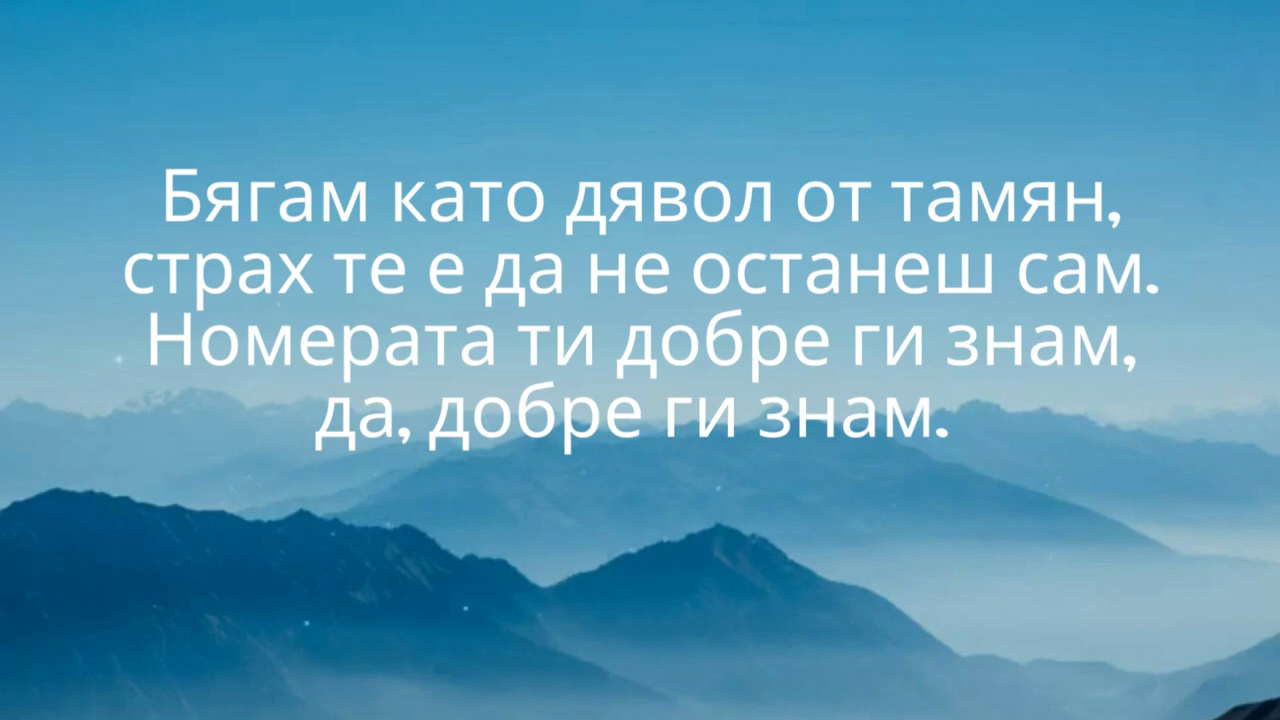 Бягам като дявол от тамян,
страх те е да не останеш сам.
Номерата ти добре ги знам,
да, добре ги знам.